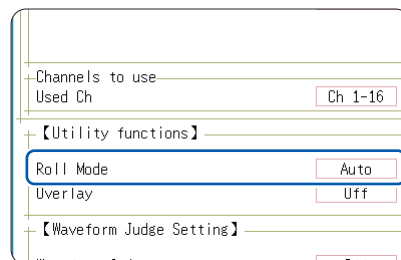 Channels to use
Used Ch Ch 1-16
【Utility functions】
Roll Mode Auto
Overlay Off
【Waveform Judge Setting】